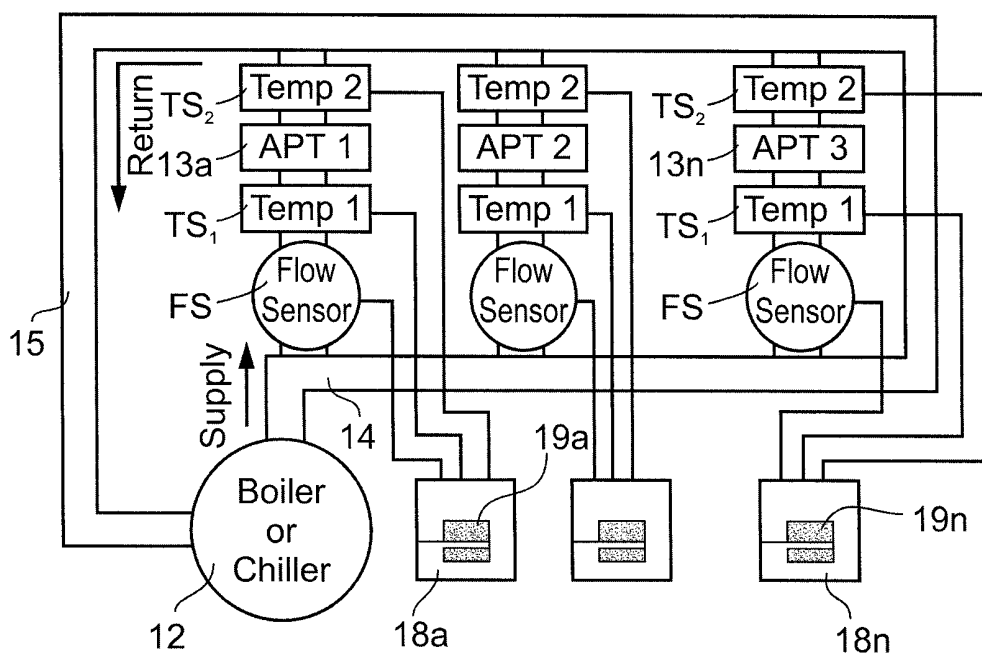 Return
TS2
Temp 2
Temp 2
TS2
Temp 2
13a
APT 1
APT 2
13n
APT 3
TS1
Temp 1
Temp 1
TS1
Temp 1
FS
Flow
Sensor
Flow
Sensor
FS
Flow
Sensor
15
Supply
14
19a
19n
Boiler
or
Chiller
12
18a
18n